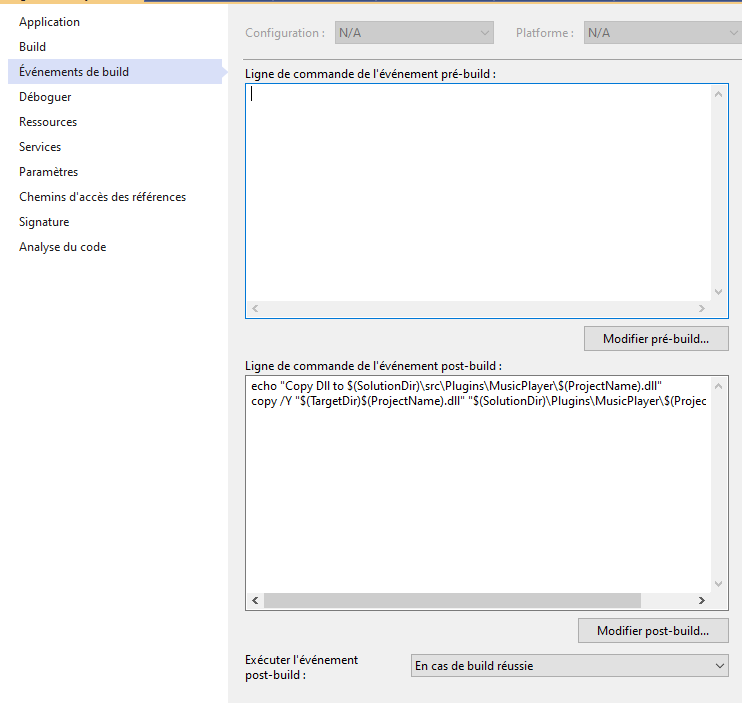 Application
Build
Événements de build
Déboguer
Ressources
Services
Paramètres
Chemins d'accès des références
Signature
Analyse du code
Configuration :
N/A
Platforme :
N/A
Ligne de commande de l'événement pré-build :
Modifier pré-build...
Ligne de commande de l'événement post-build :
echo "Copy Dll to $(SolutionDir)\src\Plugins\MusicPlayer\$(ProjectName).dll"
copy /Y "$(TargetDir)$(ProjectName).dll" "$(SolutionDir)\Plugins\MusicPlayer\$(Projec
Modifier post-build...
Exécuter l'événement
post-build :
En cas de build réussie